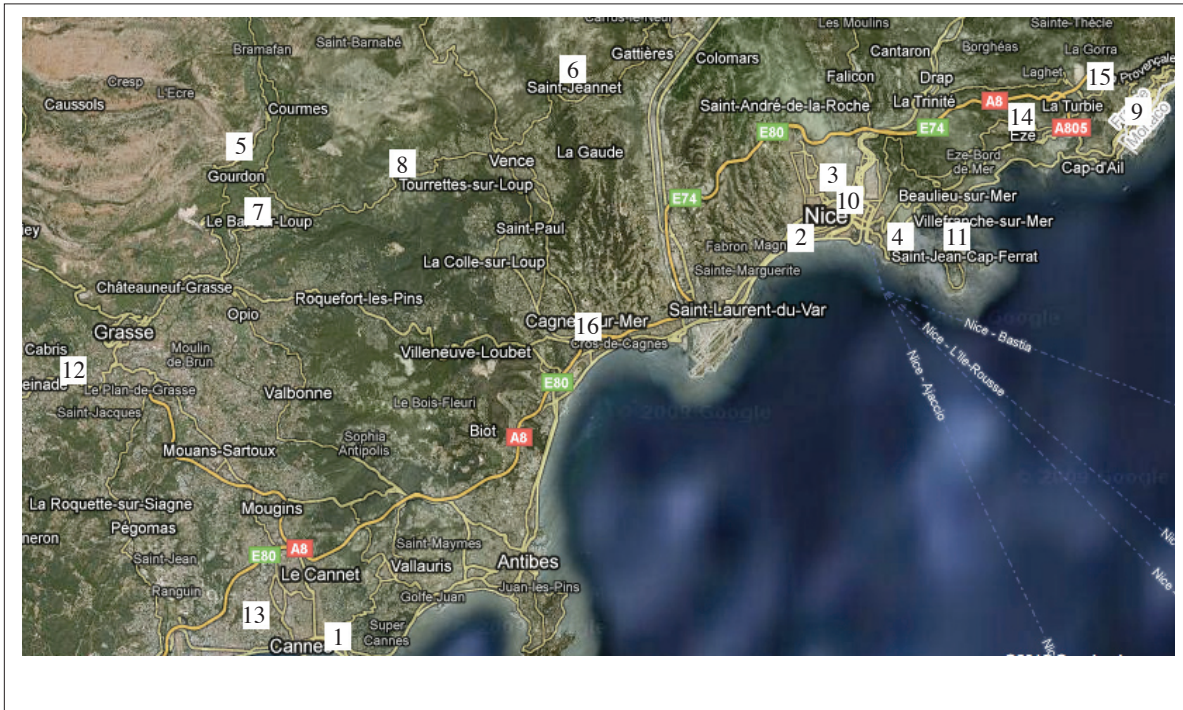 Carros-le-Neuf
Les Moulins
Sainte-Thècle
Bramafan
Saint-Barnabé
Gattières
Colomars
Cantaron
Borghéas
La Gorra
Cresp
L'Ecre
Caussols
Courmes
6
Saint-Jeannet
Falicon
Drap
Laghet
15
Provençale
Saint-André-de-la-Roche
La Trinité
A8
La Turbie
9
France
Monaco
5
Gourdon
8
Tourrettes-sur-Loup
Vence
La Gaude
E80
E74
14
Eze
A805
Eze-Bord
de Mer
Cap-d'Ail
7
Le Bar-sur-Loup
E74
3
10
Nice
Beaulieu-sur-Mer
Saint-Paul
Fabron
2
4
11
Villefranche-sur-Mer
La Colle-sur-Loup
Sainte-Marguerite
Saint-Jean-Cap-Ferrat
Châteauneuf-Grasse
Opio
Roquefort-les-Pins
Grasse
16
Cros-de-Cagnes
Saint-Laurent-du-Var
Nice - Bastia
Nice - L'Ile-Rousse
Nice - Ajaccio
Cabris
12
Moulin
de Brun
Le Plan-de-Grasse
Valbonne
Villeneuve-Loubet
E80
Saint-Jacques
Le Bois-Fleuri
© 2009 Google
Mouans-Sartoux
Sophia
Antipolis
Biot
A8
La Roquette-sur-Siagne
Mougins
Pégomas
Saint-Jean
E80
A8
Le Cannet
Saint-Maymes
Vallauris
Antibes
Ranguin
Golfe Juan
Juan-les-Pins
13
Cannes
1
Super
Cannes